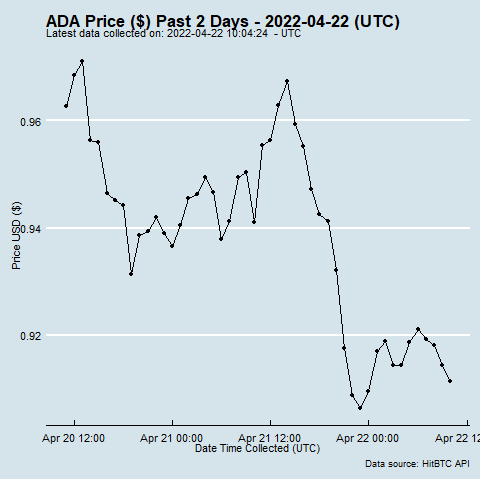 ADA Price ($) Past 2 Days - 2022-04-22 (UTC)
Latest data collected on: 2022-04-22 10:04:24 - UTC
0.96
0.94
0.92
Price USD ($)
Apr 20 12:00 Apr 21 00:00 Apr 21 12:00 Apr 22 00:00 Apr 22 12
Date Time Collected (UTC)
Data source: HitBTC API